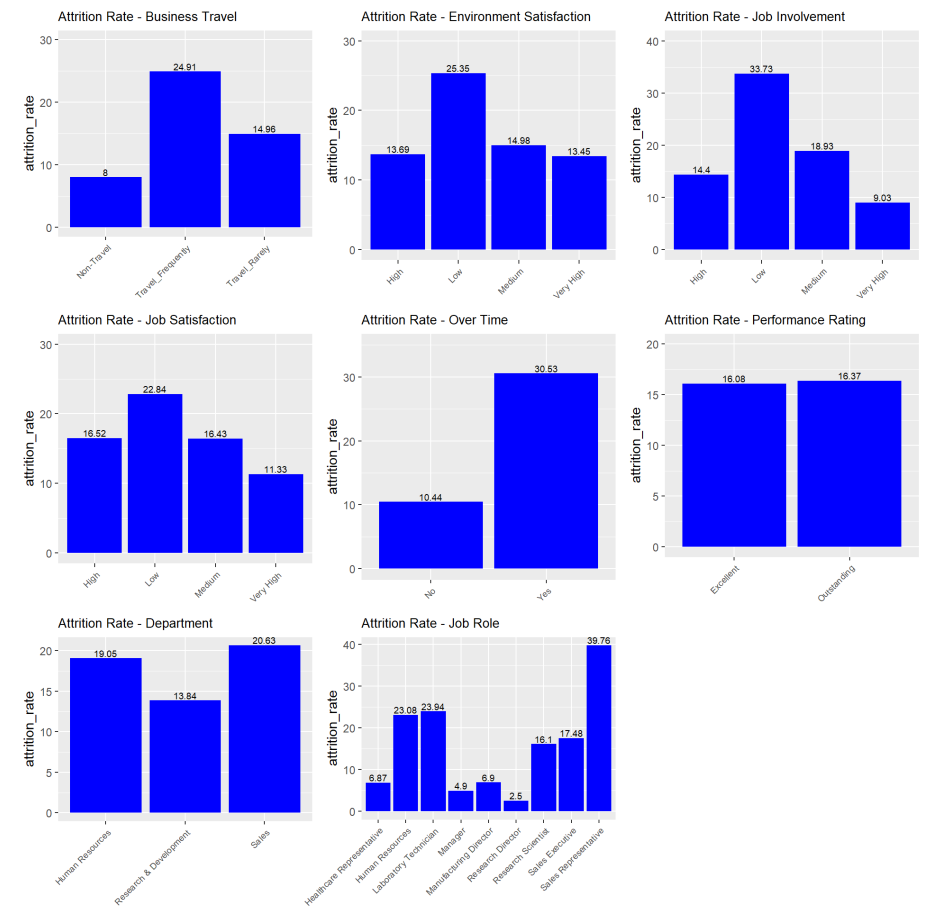 Attrition Rate - Business Travel
attrition_rate
30
20
10
0
8
24.91
14.96
Non-Travel
Travel_Frequently
Travel_Rarely
Attrition Rate - Environment Satisfaction
attrition_rate
30
20
10
0
13.69
25.35
14.98
13.45
High
Low
Medium
Very High
Attrition Rate - Job Involvement
attrition_rate
40
30
20
10
0
14.4
33.73
18.93
9.03
High
Low
Medium
Very High
Attrition Rate - Job Satisfaction
attrition_rate
30
20
10
0
16.52
22.84
16.43
11.33
High
Low
Medium
Very High
Attrition Rate - Over Time
attrition_rate
30
20
10
0
10.44
30.53
No
Yes
Attrition Rate - Performance Rating
attrition_rate
20
15
10
5
0
16.08
16.37
Excellent
Outstanding
Attrition Rate - Department
attrition_rate
20
15
10
5
0
19.05
13.84
20.63
Human Resources
Research & Development
Sales
Attrition Rate - Job Role
attrition_rate
40
30
20
10
0
6.87
23.08
23.94
4.9
6.9
2.5
16.1
17.48
39.76
Healthcare Representative
Human Resources
Laboratory Technician
Manager
Manufacturing Director
Research Director
Research Scientist
Sales Executive
Sales Representative